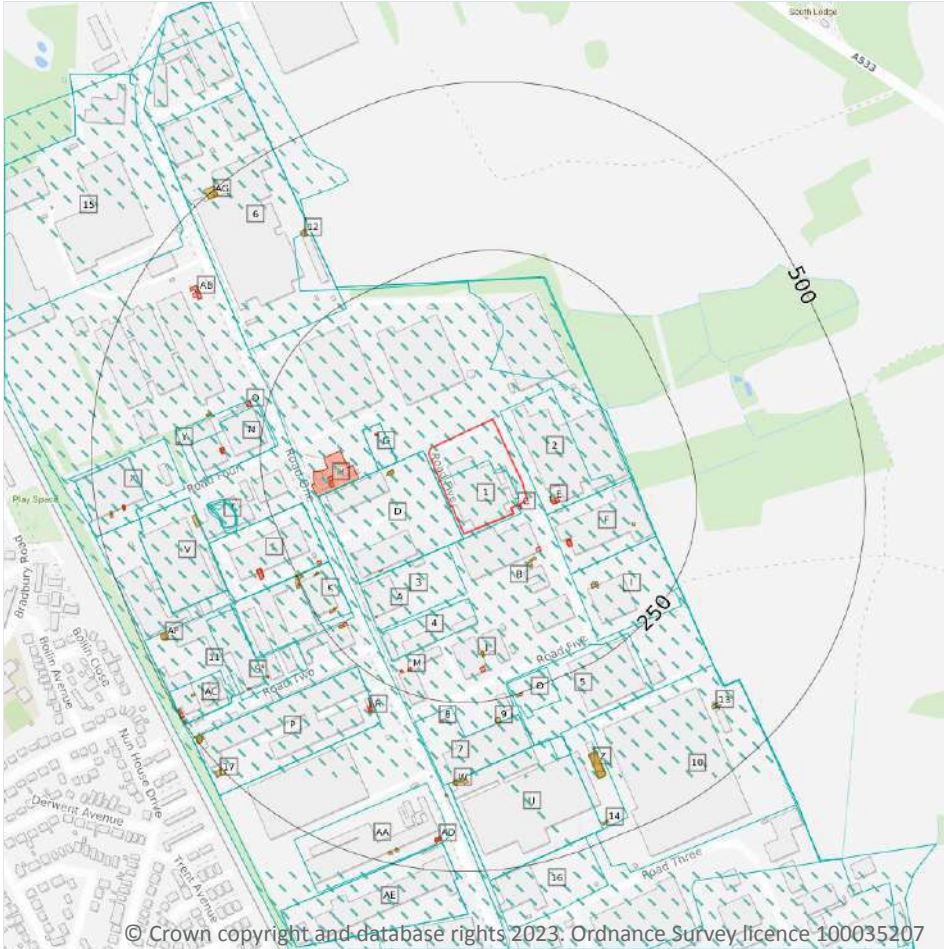 South Lodge
A533
AG
6
15
12
500
AB
O
N
Y
G
Road One
H
2
X
Road Four
Road Five
1
Play Space
D
E
F
V
L
Bradbury Road
B
3
K
I
A
250
4
AF
J
Boilin Close
Boilin Avenue
11
M
Road Five
S
Road Two
5
AC
O
13
R
8
9
P
Nun House Drive
7
Z
10
17
W
U
Derwent Avenue
14
AA
AD
Road Three
Trent Avenue
16
AE
© Crown copyright and database rights 2023. Ordnance Survey licence 100035207